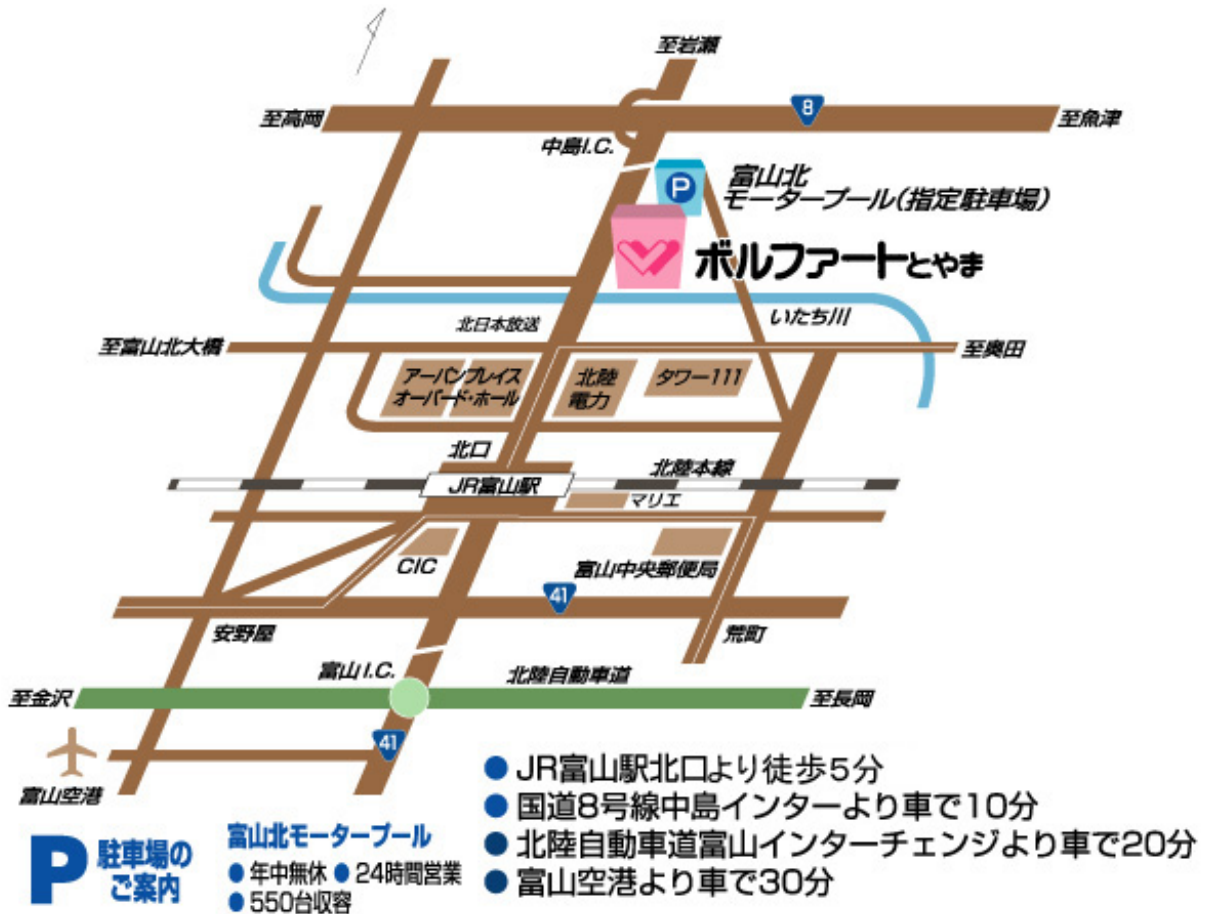 至岩瀬
至高岡
8
至魚津
中島I.C.
P
富山北
モータープール(指定駐車場)
ボルファートとやま
いたち川
北日本放送
至富山北大橋
至奥田
アーバンプレイス
オーバード・ホール
北陸
電力
タワー111
北口
北陸本線
JR富山駅
マリエ
CIC
富山中央郵便局
41
安野屋
荒町
富山I.C.
北陸自動車道
至金沢
至長岡
41
富山空港
●JR富山駅北口より徒歩5分
●国道8号線中島インターより車で10分
●北陸自動車道富山インターチェンジより車で20分
●富山空港より車で30分
P 駐車場の
ご案内
富山北モータープール
●年中無休●24時間営業
●550台収容